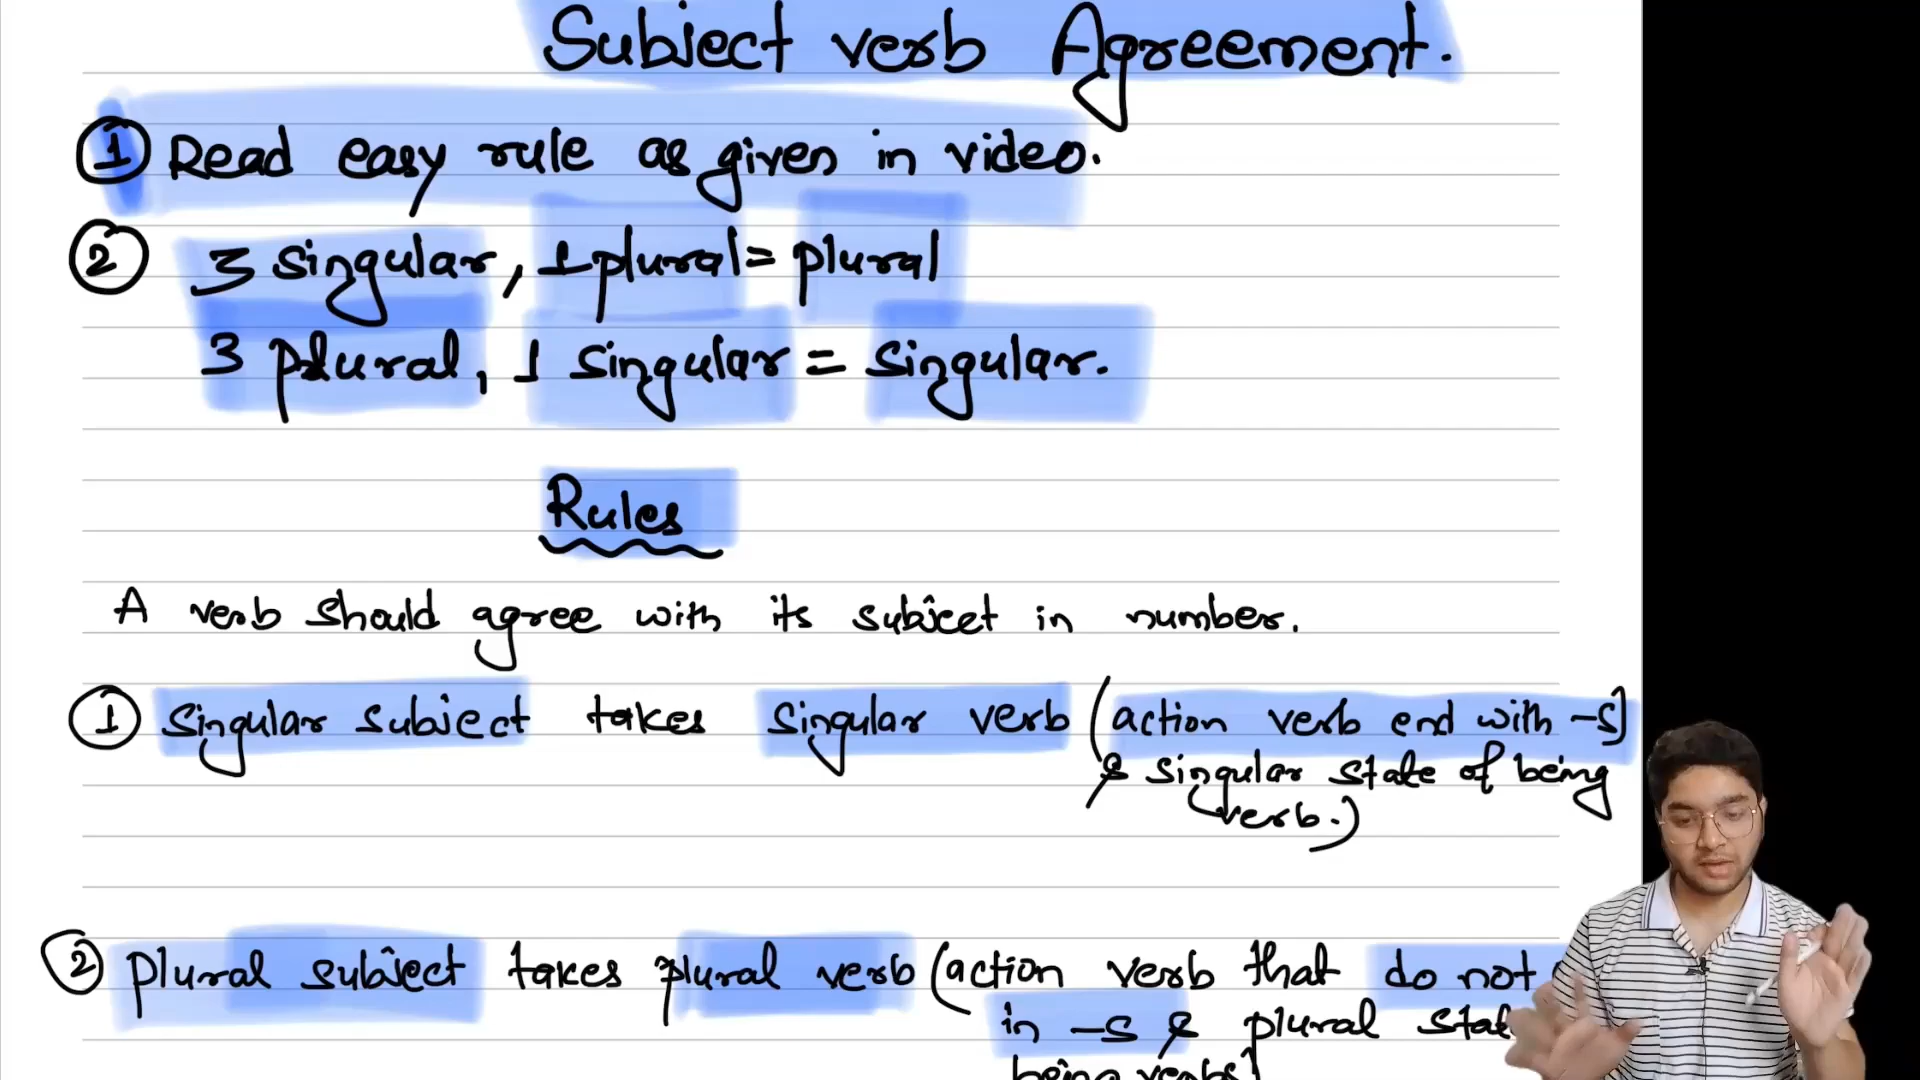 Subject verb Agreement.
① Read easy rule as given in video.
② 3 singular, 1 plural = plural
3 plural, 1 singular = singular.
Rules
A verb should agree with its subject in number.
① Singular subject takes singular verb (action verb end with -s)
& singular state of being
verb.)
② plural subject takes plural verb (action verb that do not
in -s & plural stat
being verbs)